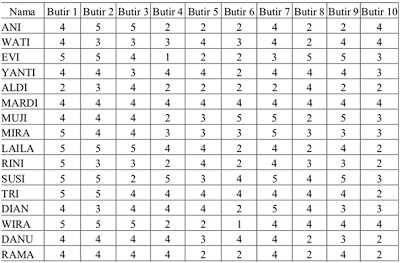 Nama Butir 1 Butir 2 Butir 3 Butir 4 Butir 5 Butir 6 Butir 7 Butir 8 Butir 9 Butir 10
ANI 4 5 5 2 2 2 4 2 2 4
WATI 4 3 3 3 4 3 4 2 4 4
EVI 5 5 4 1 2 2 3 5 5 3
YANTI 4 4 3 4 4 2 4 4 4 3
ALDI 2 3 4 2 2 2 2 4 2 2
MARDI 4 4 4 4 4 4 4 4 4 4
MUJI 4 4 4 2 3 5 5 2 5 3
MIRA 5 4 4 3 3 3 5 3 3 3
LAILA 5 5 5 4 4 2 4 2 4 2
RINI 5 3 3 2 4 2 4 3 3 2
SUSI 5 5 2 5 3 4 5 4 5 3
TRI 5 5 4 4 4 4 4 4 4 2
DIAN 4 3 4 4 4 2 5 4 3 3
WIRA 5 5 5 2 2 1 4 4 4 4
DANU 4 4 4 4 3 4 4 2 3 2
RAMA 4 4 4 4 2 2 4 2 4 2